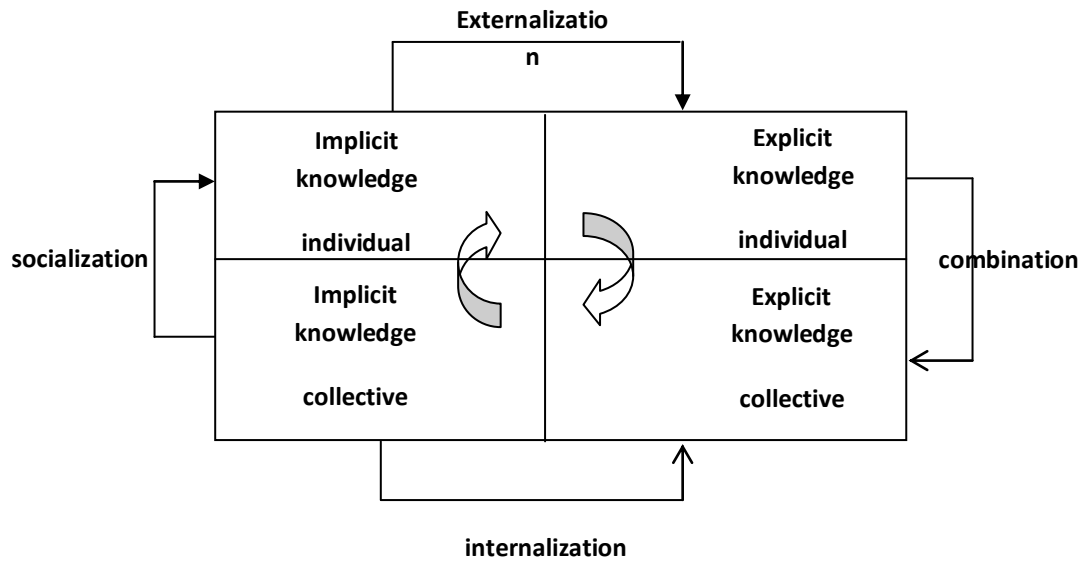 Externalizatio
n
Implicit
knowledge
individual
Explicit
knowledge
individual
socialization
combination
Implicit
knowledge
collective
Explicit
knowledge
collective
internalization